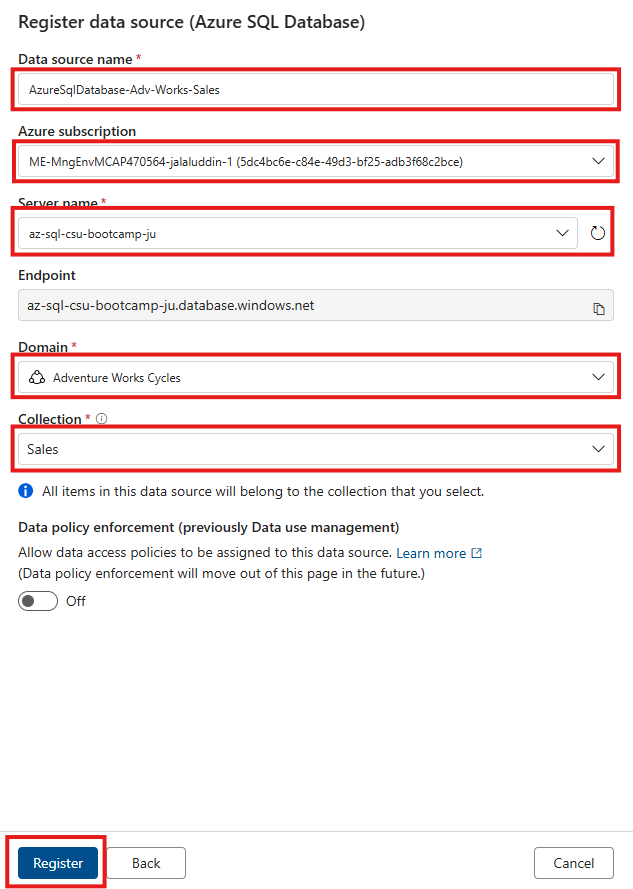 Register data source (Azure SQL Database)
Data source name *
AzureSqlDatabase-Adv-Works-Sales
Azure subscription
ME-MngEnvMCAP470564-jalaluddin-1 (5dc4bc6e-c84e-49d3-bf25-adb3f68c2bce)
Server name *
az-sql-csu-bootcamp-ju
Endpoint
az-sql-csu-bootcamp-ju.database.windows.net
Domain *
Adventure Works Cycles
Collection *
Sales
All items in this data source will belong to the collection that you select.
Data policy enforcement (previously Data use management)
Allow data access policies to be assigned to this data source. Learn more
(Data policy enforcement will move out of this page in the future.)
Off
Register Back Cancel